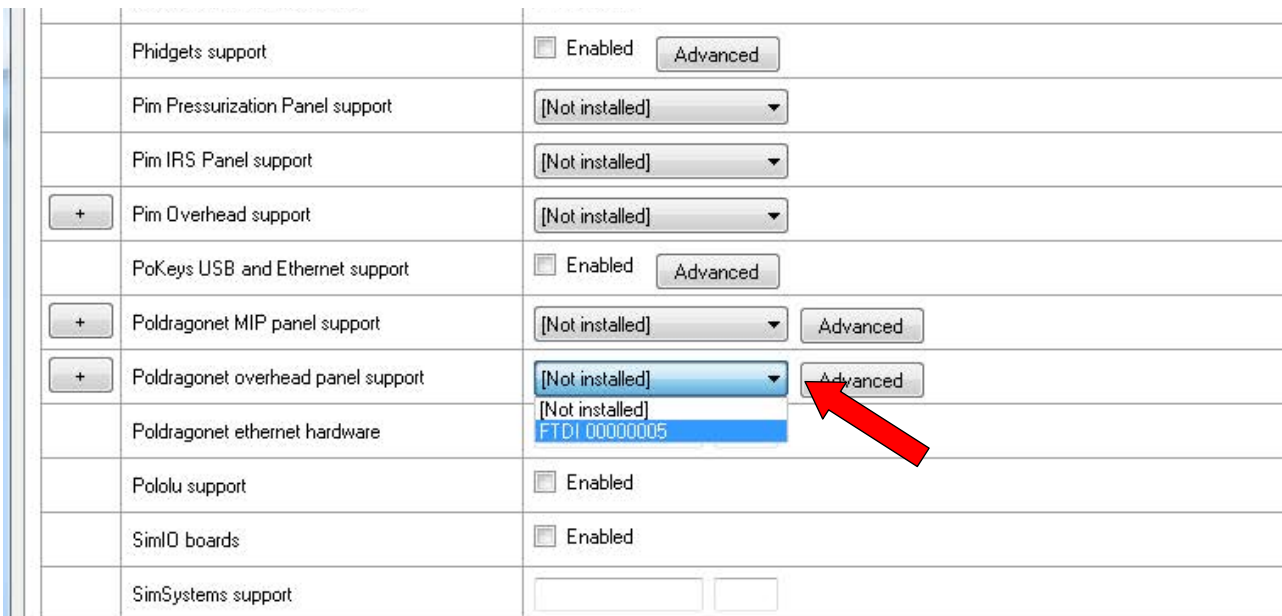 Phidgets support
Enabled
Advanced
Pim Pressurization Panel support
[Not installed]
Pim IRS Panel support
[Not installed]
+
Pim Overhead support
[Not installed]
PoKeys USB and Ethernet support
Enabled
Advanced
+
Poldragonet MIP panel support
[Not installed]
Advanced
+
Poldragonet overhead panel support
[Not installed]
Advanced
[Not installed]
FTDI 00000005
Poldragonet ethernet hardware
Pololu support
Enabled
SimIO boards
Enabled
SimSystems support